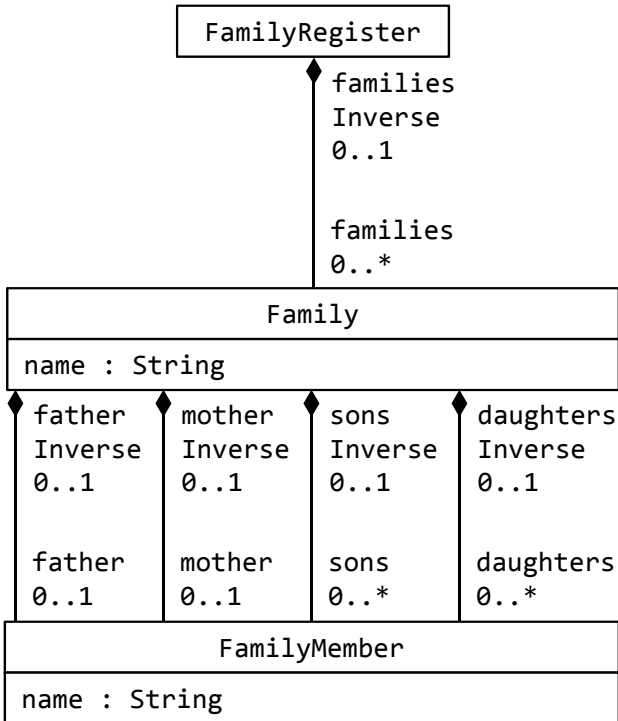 FamilyRegister
families
Inverse
0..1
families
0..*
Family
name : String
father mother sons daughters
Inverse Inverse Inverse Inverse
0..1 0..1 0..1 0..1
father mother sons daughters
0..1 0..1 0..* 0..*
FamilyMember
name : String